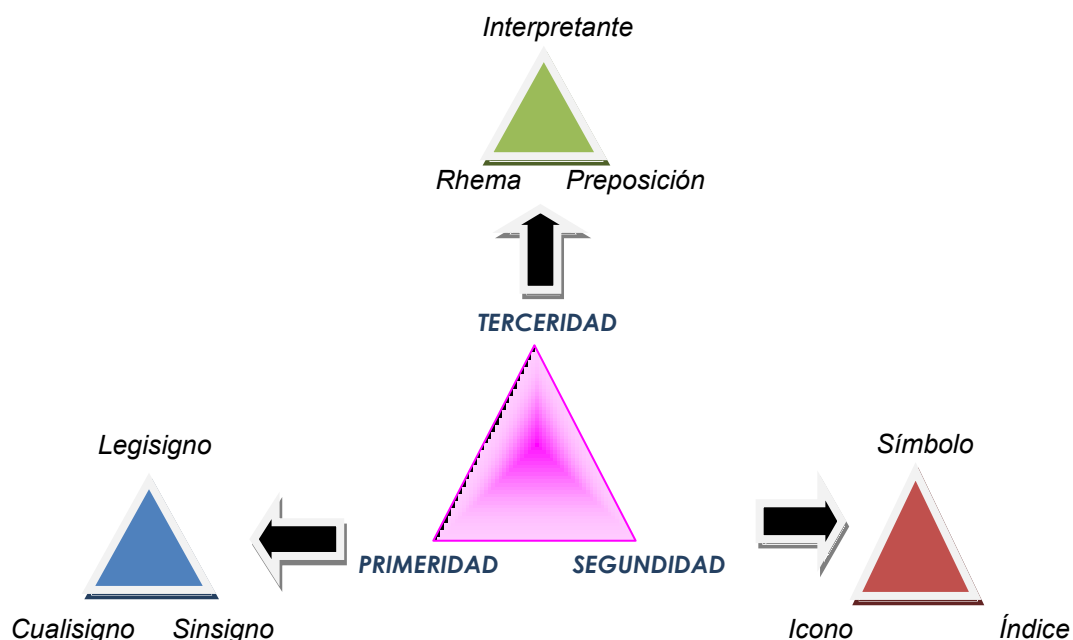 Interpretante
Rhema Preposición
TERCERIDAD
Legisigno
Símbolo
PRIMERIDAD SEGUNDIDAD
Cualisigno Sinsigno
Icono Índice